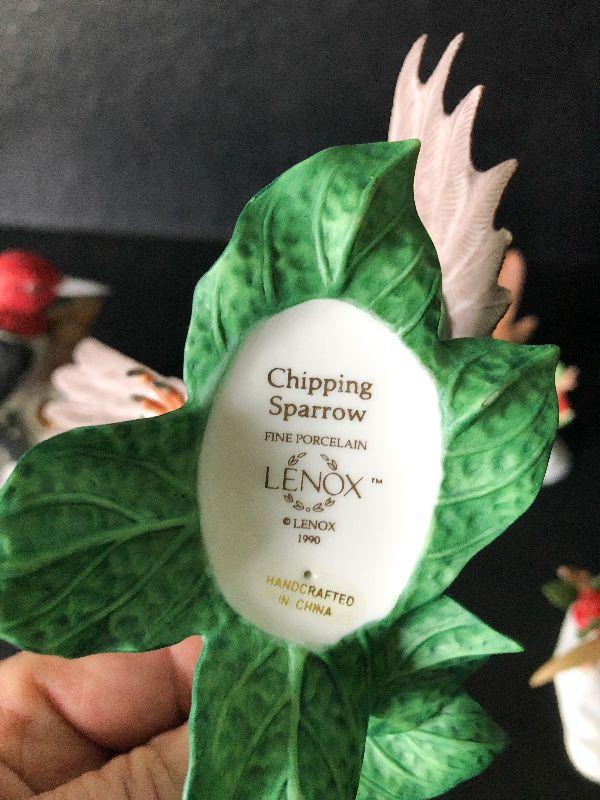 Chipping
Sparrow
FINE PORCELAIN
LENOX™
© LENOX
1990
HANDCRAFTED
IN CHINA